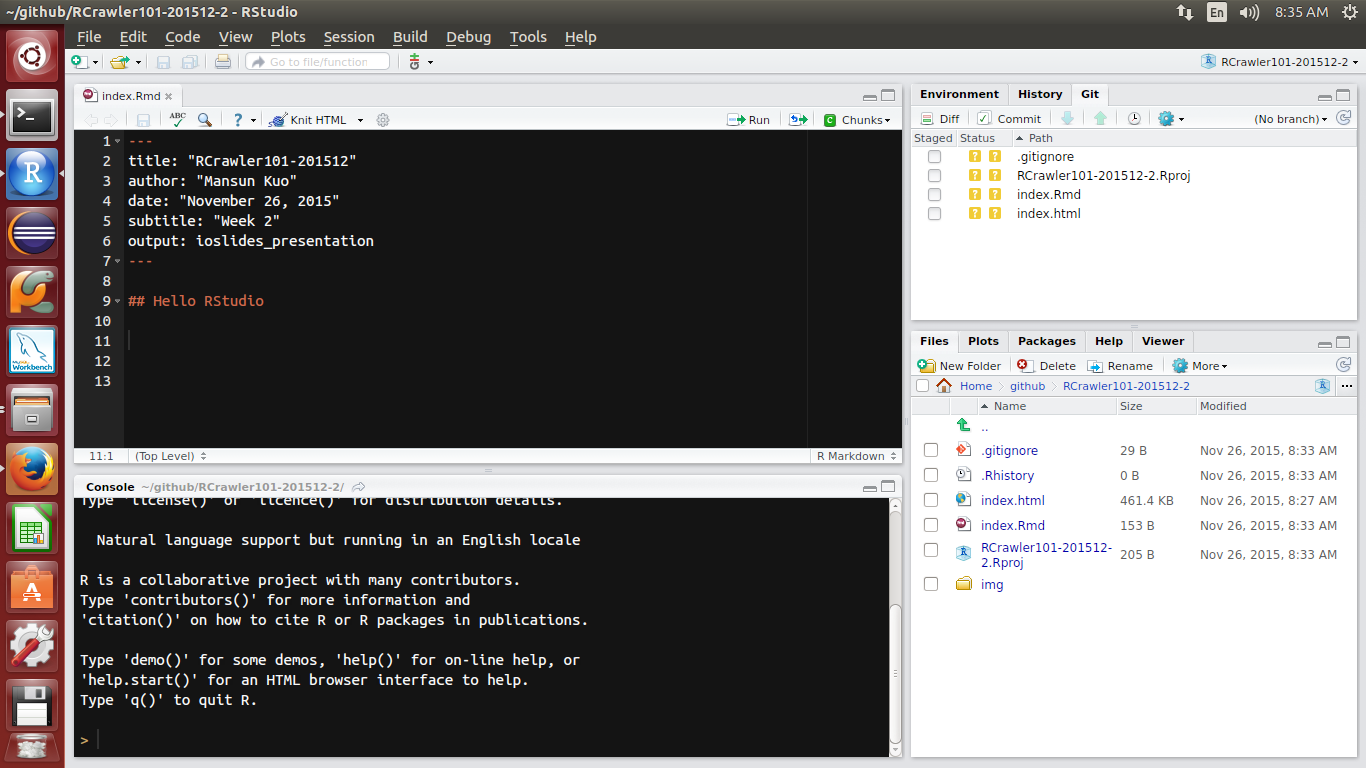 ~/github/RCrawler101-201512-2 - RStudio
En
8:35 AM
File Edit Code View Plots Session Build Debug Tools Help
Go to file/function
RCrawler101-201512-2
index.Rmd
ABC
? Knit HTML
Run
Chunks
1 ---
2 title: "RCrawler101-201512"
3 author: "Mansun Kuo"
4 date: "November 26, 2015"
5 subtitle: "Week 2"
6 output: ioslides_presentation
7 ---
8
9 ## Hello RStudio
10
11
12
13
11:1 (Top Level) R Markdown
Console ~/github/RCrawler101-201512-2/
Type 'license()' or 'licence()' for distribution details.
Natural language support but running in an English locale
R is a collaborative project with many contributors.
Type 'contributors()' for more information and
'citation()' on how to cite R or R packages in publications.
Type 'demo()' for some demos, 'help()' for on-line help, or
'help.start()' for an HTML browser interface to help.
Type 'q()' to quit R.
>
Environment History Git
Diff Commit (No branch)
Staged Status Path
? ? .gitignore
? ? RCrawler101-201512-2.Rproj
? ? index.Rmd
? ? index.html
Files Plots Packages Help Viewer
New Folder Delete Rename More
Home github RCrawler101-201512-2 ...
Name Size Modified
..
.gitignore 29 B Nov 26, 2015, 8:33 AM
.Rhistory 0 B Nov 26, 2015, 8:33 AM
index.html 461.4 KB Nov 26, 2015, 8:27 AM
index.Rmd 153 B Nov 26, 2015, 8:33 AM
RCrawler101-201512-
2.Rproj 205 B Nov 26, 2015, 8:33 AM
img
R
Workbench
A